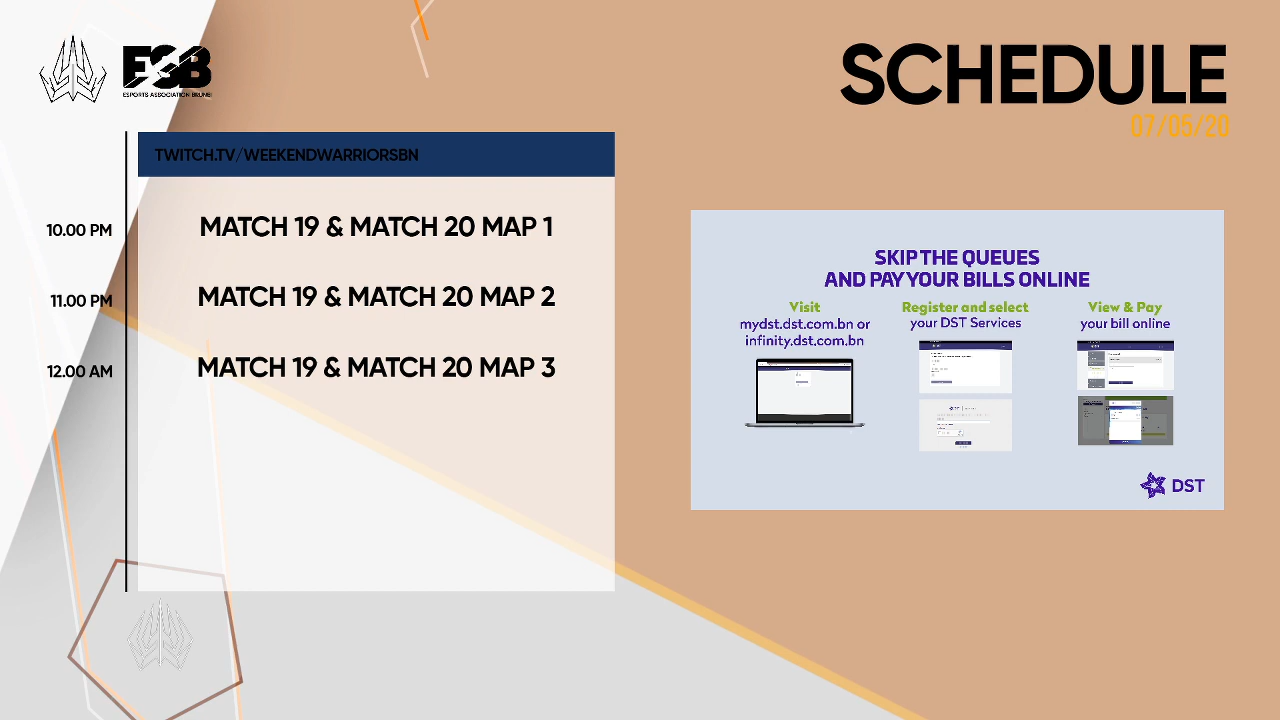 ESB
ESPORTS ASSOCIATION BRUNEI
SCHEDULE
07/05/20
TWITCH.TV/WEEKENDWARRIORSBN
10.00 PM MATCH 19 & MATCH 20 MAP 1
11.00 PM MATCH 19 & MATCH 20 MAP 2
12.00 AM MATCH 19 & MATCH 20 MAP 3
SKIP THE QUEUES
AND PAY YOUR BILLS ONLINE
Visit
mydst.dst.com.bn or
infinity.dst.com.bn
Register and select
your DST Services
View & Pay
your bill online
DST
DST